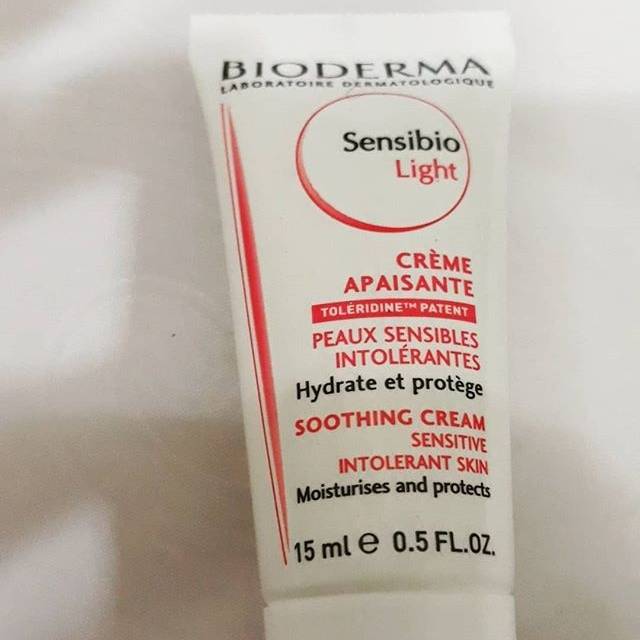 BIODERMA
LABORATOIRE DERMATOLOGIQUE
Sensibio
Light
CRÈME
APAISANTE
TOLÉRIDINE™ PATENT
PEAUX SENSIBLES
INTOLÉRANTES
Hydrate et protège
SOOTHING CREAM
SENSITIVE
INTOLERANT SKIN
Moisturises and protects
15 ml ℮ 0.5 FL.OZ.